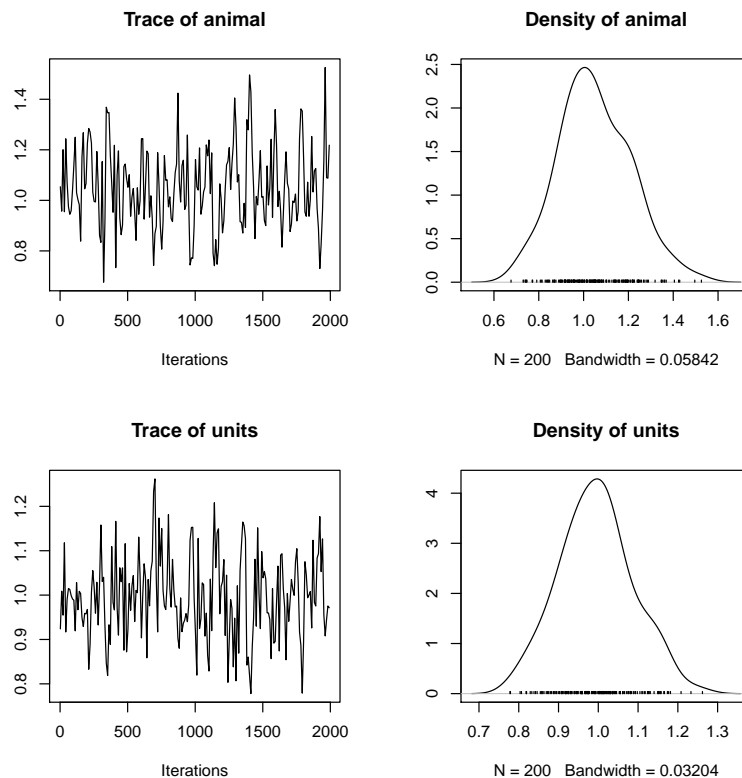 Trace of animal
Density of animal
0.8 1.0 1.2 1.4
0 500 1000 1500 2000
Iterations
0.0 0.5 1.0 1.5 2.0 2.5
0.6 0.8 1.0 1.2 1.4 1.6
N = 200 Bandwidth = 0.05842
Trace of units
Density of units
0.8 0.9 1.0 1.1 1.2
0 500 1000 1500 2000
Iterations
0 1 2 3 4
0.7 0.8 0.9 1.0 1.1 1.2 1.3
N = 200 Bandwidth = 0.03204